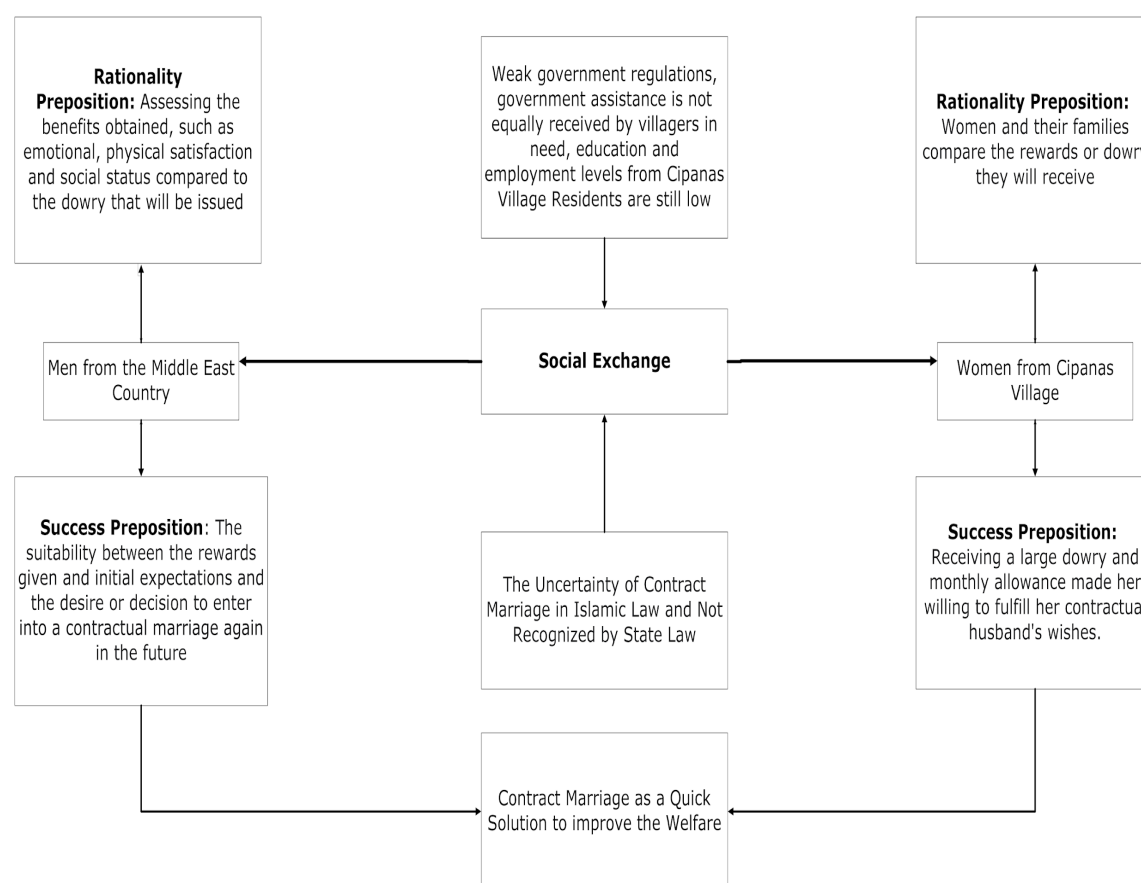 Rationality
Preposition: Assessing the
benefits obtained, such as
emotional, physical satisfaction
and social status compared to
the dowry that will be issued
Weak government regulations,
government assistance is not
equally received by villagers in
need, education and
employment levels from Cipanas
Village Residents are still low
Rationality Preposition:
Women and their families
compare the rewards or dowry
they will receive
Men from the Middle East
Country
Social Exchange
Women from Cipanas
Village
Success Preposition: The
suitability between the rewards
given and initial expectations and
the desire or decision to enter
into a contractual marriage again
in the future
The Uncertainty of Contract
Marriage in Islamic Law and Not
Recognized by State Law
Success Preposition:
Receiving a large dowry and
monthly allowance made her
willing to fulfill her contractua
husband's wishes.
Contract Marriage as a Quick
Solution to improve the Welfare